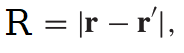 R = |r − r′|,